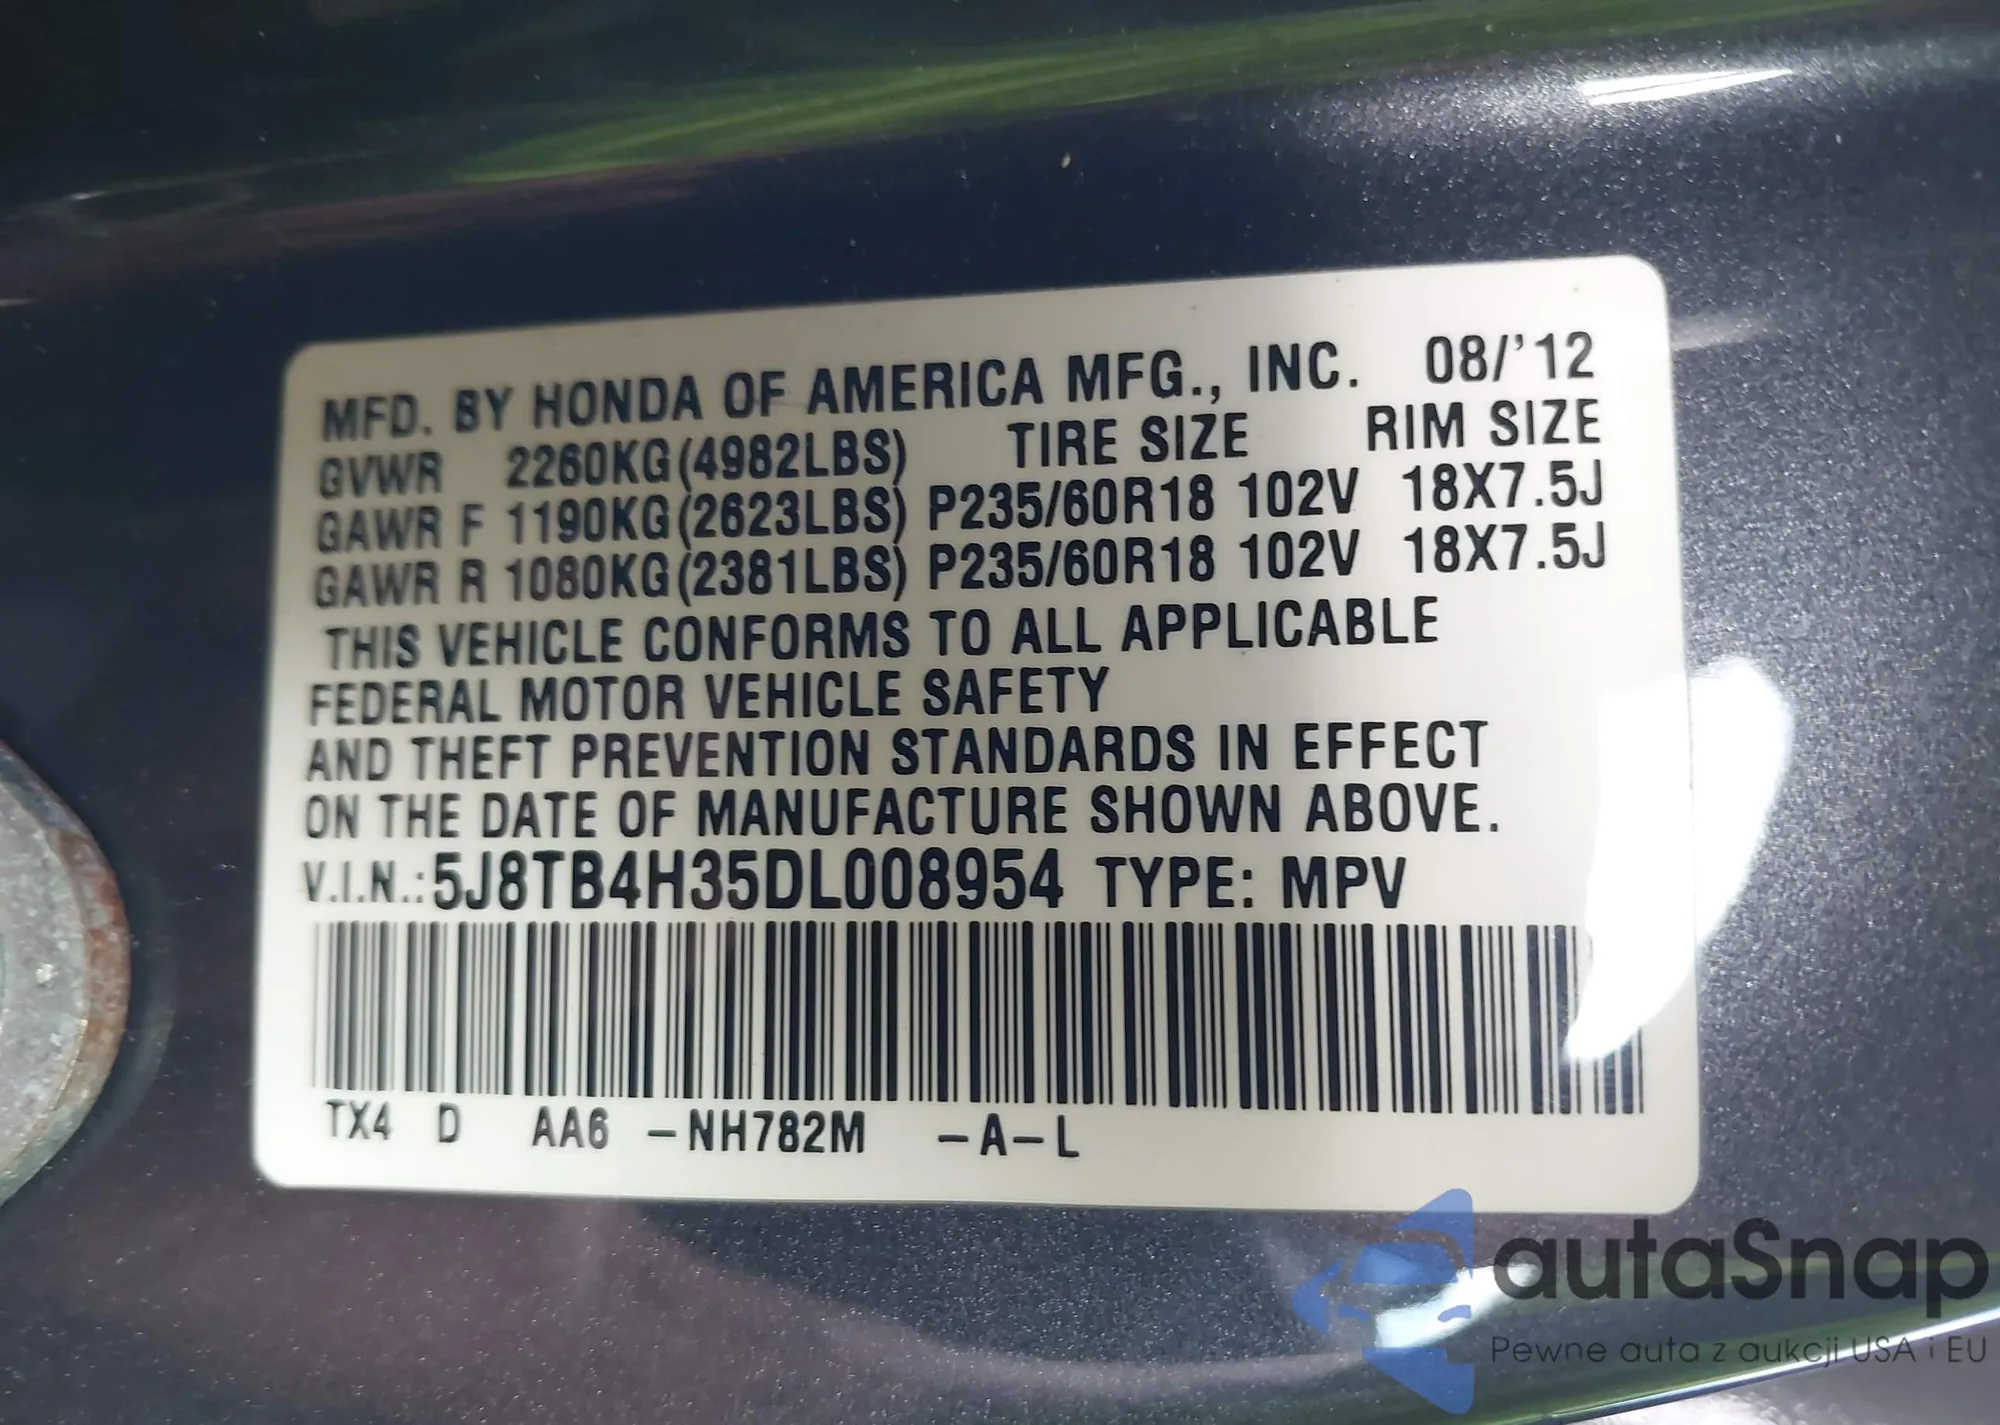 MFD. BY HONDA OF AMERICA MFG., INC. 08/'12
GVWR 2260KG(4982LBS) TIRE SIZE RIM SIZE
GAWR F 1190KG(2623LBS) P235/60R18 102V 18X7.5J
GAWR R 1080KG(2381LBS) P235/60R18 102V 18X7.5J
THIS VEHICLE CONFORMS TO ALL APPLICABLE
FEDERAL MOTOR VEHICLE SAFETY
AND THEFT PREVENTION STANDARDS IN EFFECT
ON THE DATE OF MANUFACTURE SHOWN ABOVE.
V.I.N.:5J8TB4H35DL008954 TYPE: MPV
TX4 D AA6 -NH782M -A-L
autaSnap
Pewne auta z aukcji USA i EU